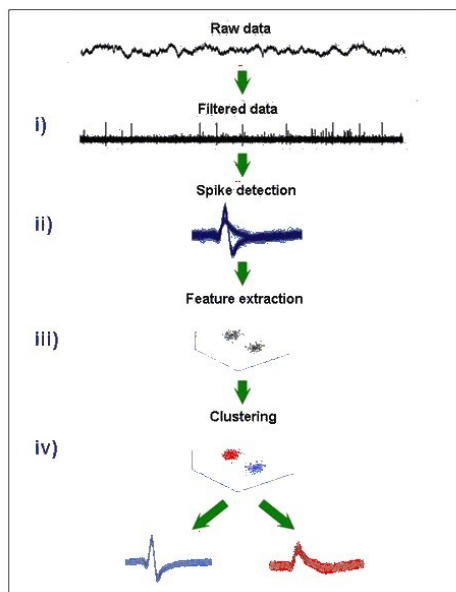 Raw data
Filtered data
i)
Spike detection
ii)
Feature extraction
iii)
Clustering
iv)